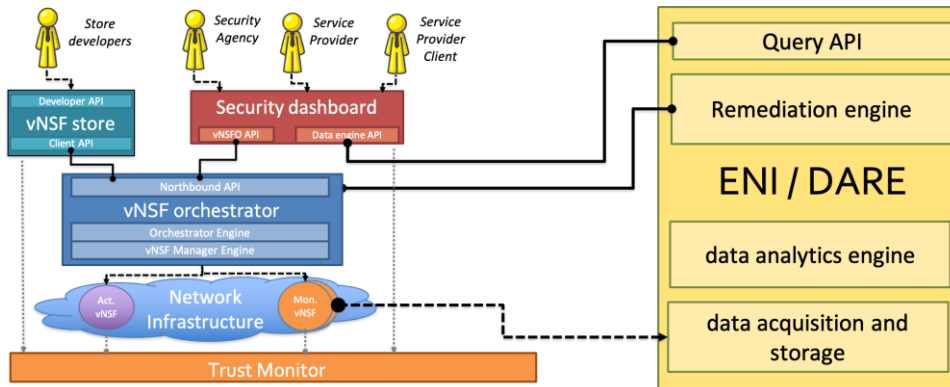 Store
developers
Security
Agency
Service
Provider
Service
Provider
Client
Developer API
vNSF store
Client API
Security dashboard
vNSFO API
Data engine API
Northbound API
vNSF orchestrator
Orchestrator Engine
vNSF Manager Engine
Act.
vNSF
Network
Infrastructure
Mon.
vNSF
Trust Monitor
Query API
Remediation engine
ENI / DARE
data analytics engine
data acquisition and
storage